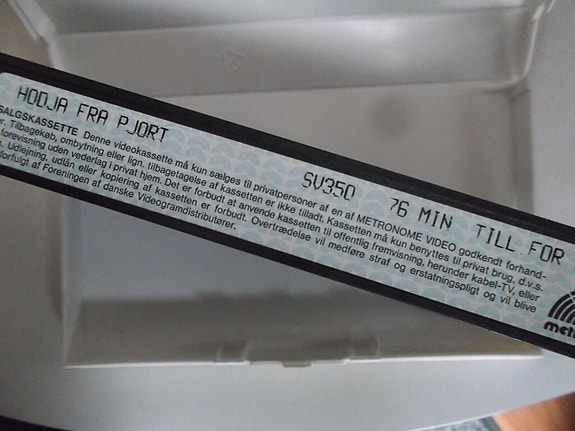 HODJA FRA PJORT SV350 76 MIN TILL FOR
SALGSKASSETTE Denne videokassette må kun sælges til privatpersoner af en af METRONOME VIDEO godkendt forhand-
er. Tilbagekøb, ombytning eller lign. tilbagetagelse af kassetten er ikke tilladt. Kassetten må kun benyttes til privat brug, d.v.s.
forevisning uden vederlag i privat hjem. Det er forbudt at anvende kassetten til offentlig fremvisning, herunder kabel-TV, eller
n. Udlejning, udlån eller kopiering af kassetten er forbudt. Overtrædelse vil medføre straf og erstatningspligt og vil blive
forfulgt af Foreningen af danske Videogramdistributører.